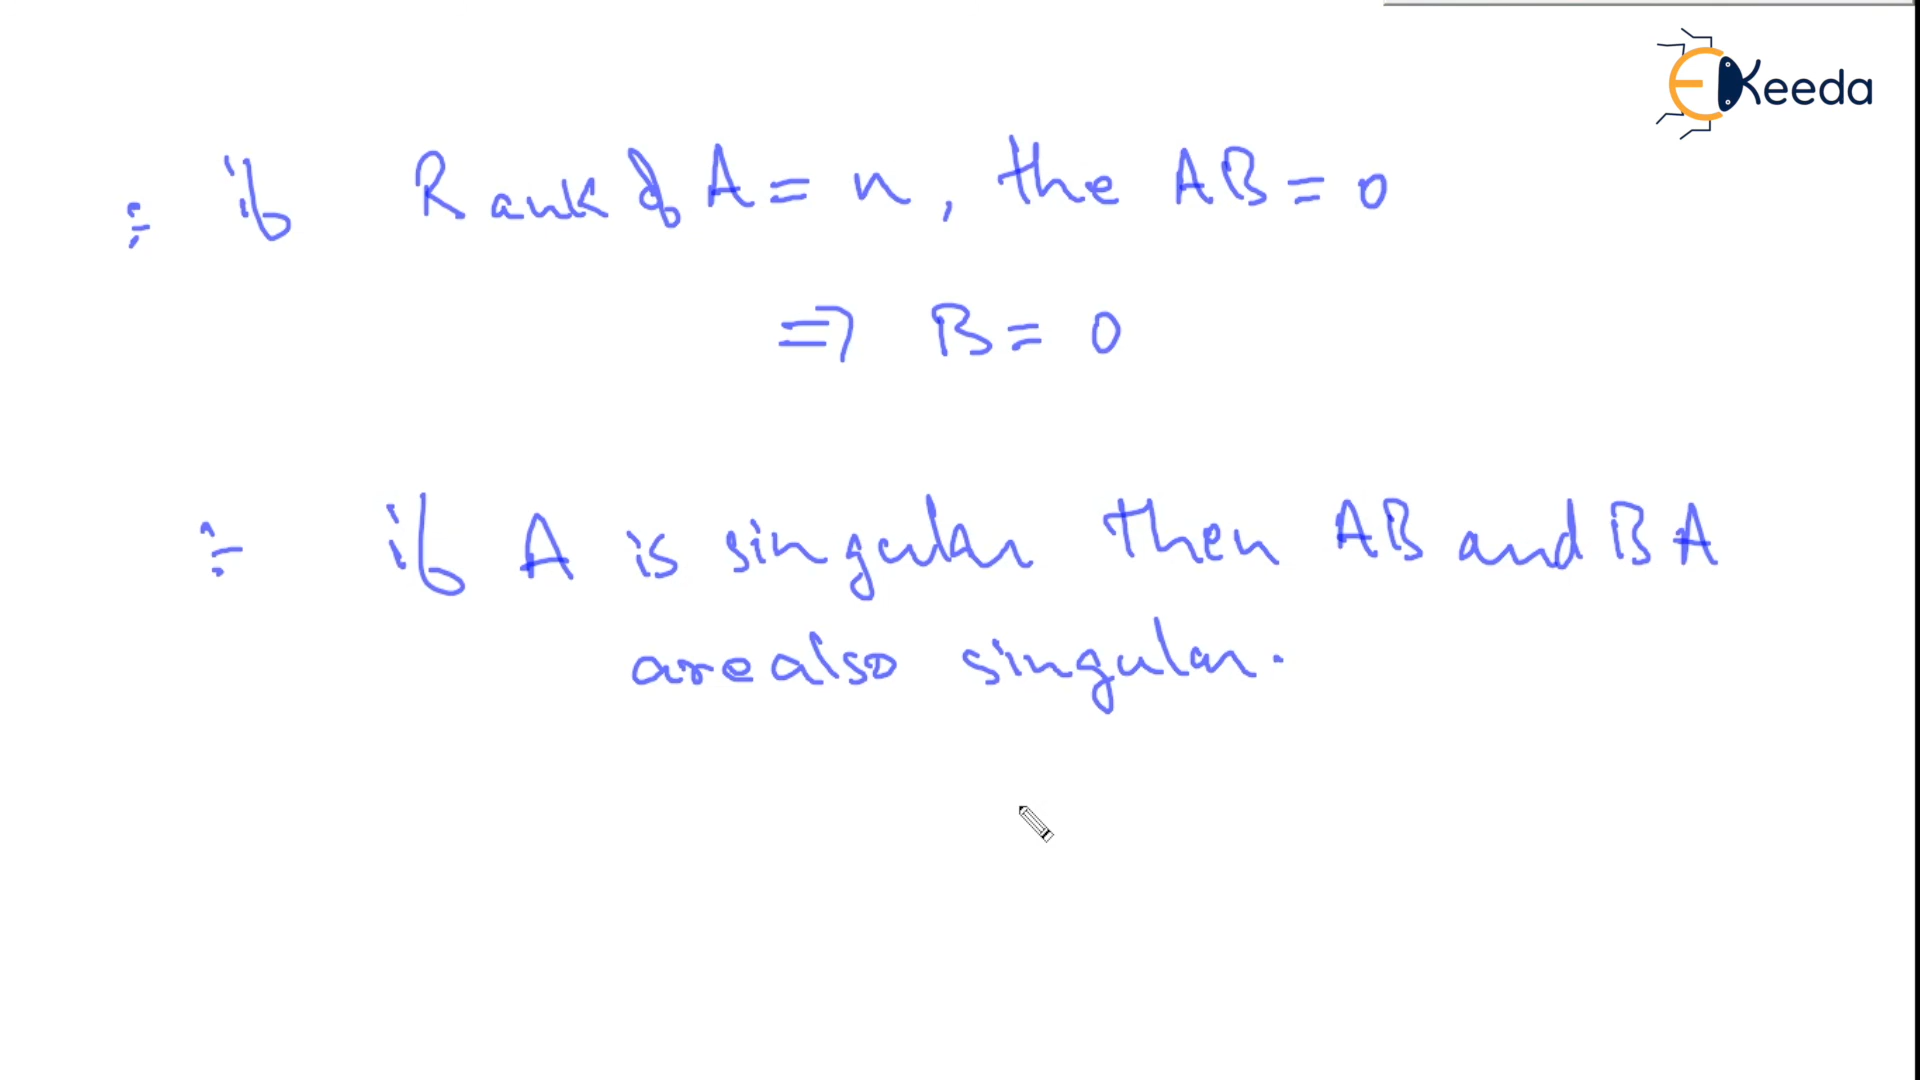 EKeeda
:- if Rank of A = n, the AB = 0
=> B = 0
:- if A is singular then AB and BA
are also singular.